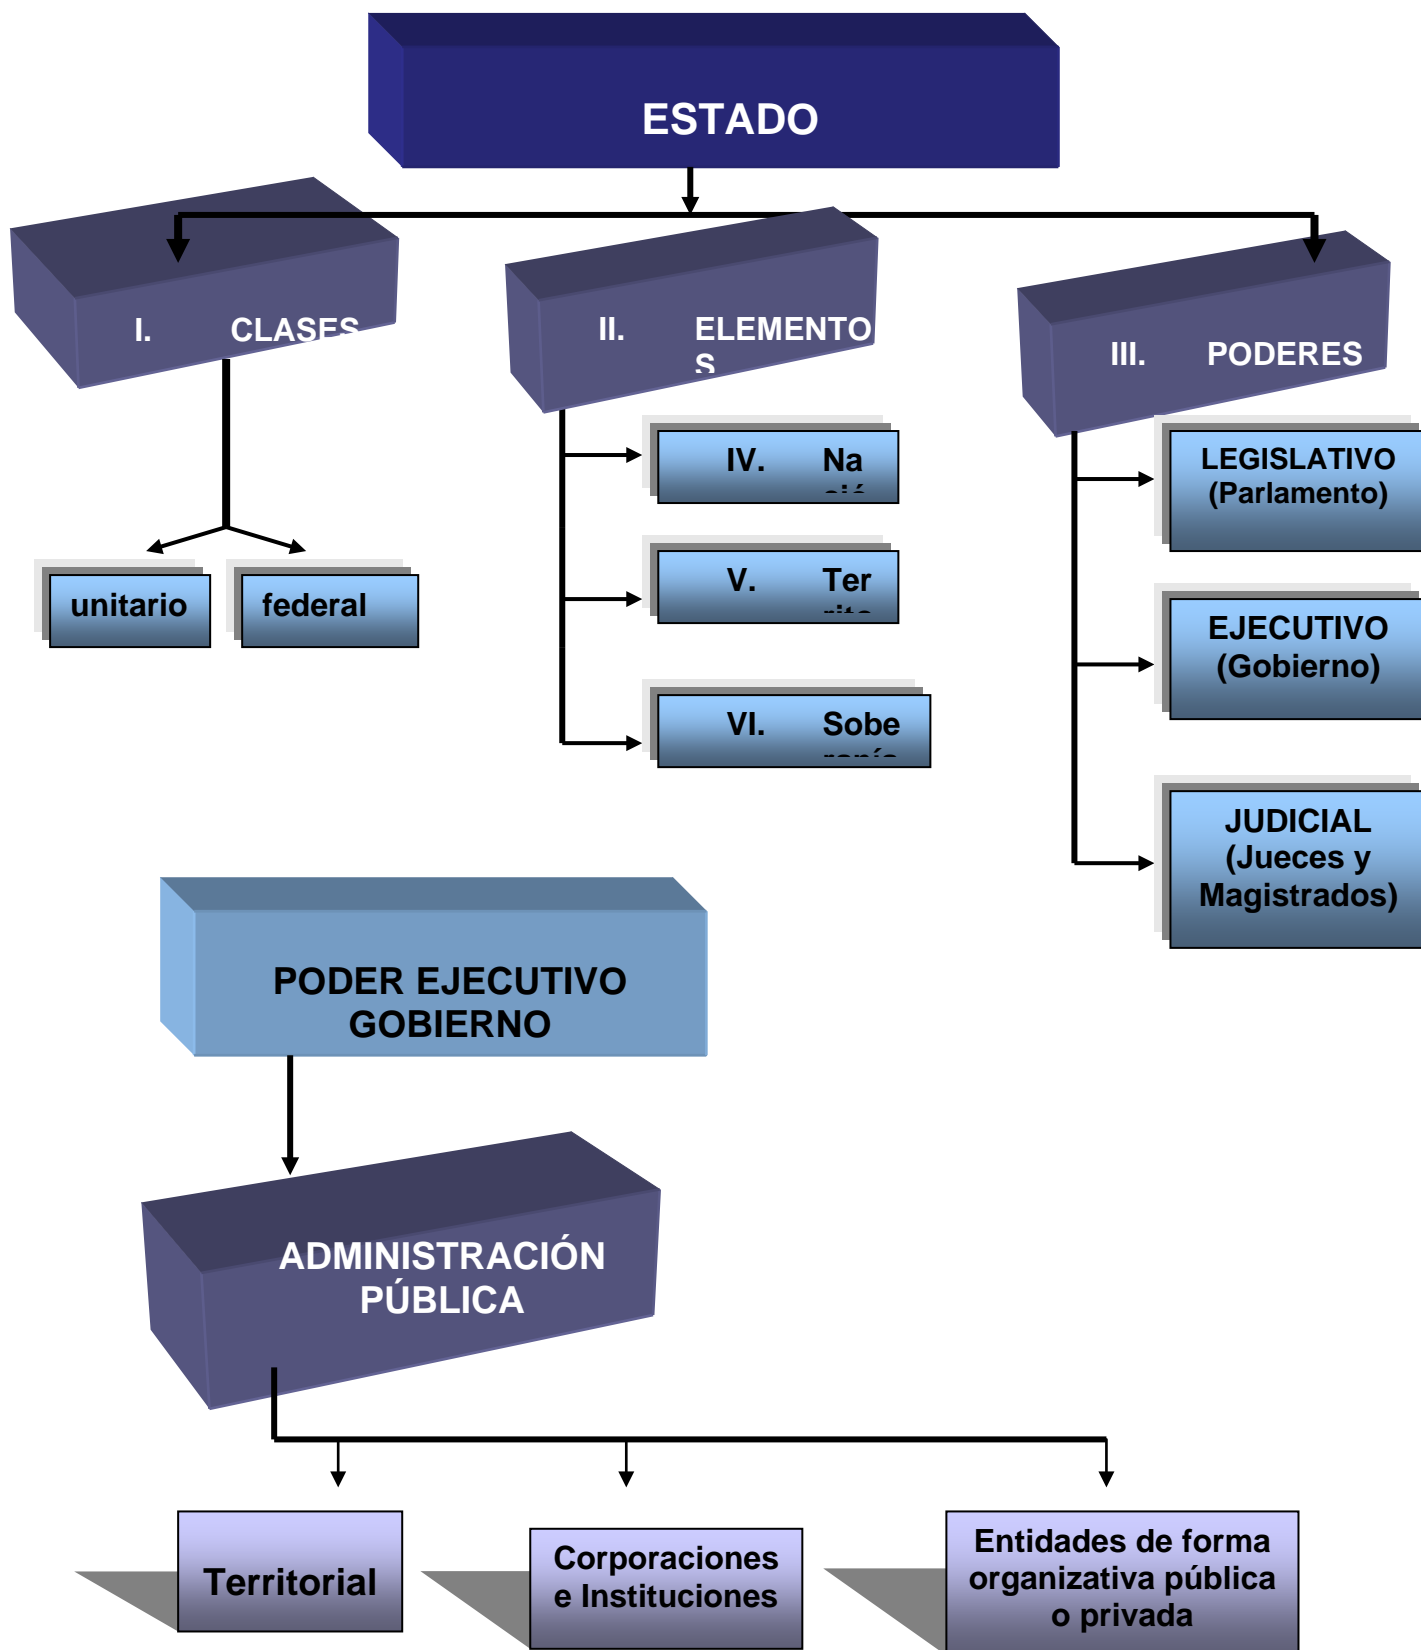 ESTADO
I. CLASES
II. ELEMENTO
S
III. PODERES
unitario
federal
IV. Na
V. Ter
VI. Sobe
LEGISLATIVO
(Parlamento)
EJECUTIVO
(Gobierno)
JUDICIAL
(Jueces y
Magistrados)
PODER EJECUTIVO
GOBIERNO
ADMINISTRACIÓN
PÚBLICA
Territorial
Corporaciones
e Instituciones
Entidades de forma
organizativa pública
o privada